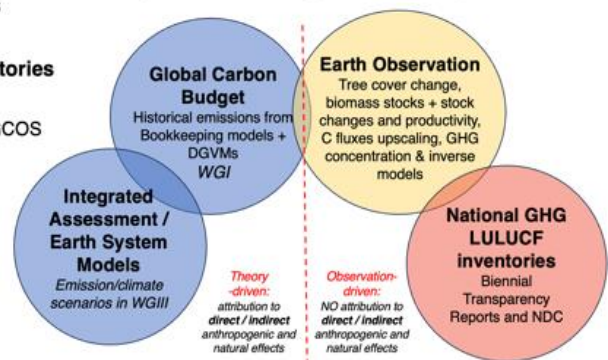 tories
COS
Global Carbon
Budget
Historical emissions from
Bookkeeping models +
DGVMs
WGI
Earth Observation
Tree cover change,
biomass stocks + stock
changes and productivity,
C fluxes upscaling, GHG
concentration & inverse
models
Integrated
Assessment /
Earth System
Models
Emission/climate
scenarios in WGIII
National GHG
LULUCF
inventories
Biennial
Transparency
Reports and NDC
Theory
-driven:
attribution to
direct / indirect
anthropogenic and
natural effects
Observation-
driven:
NO attribution to
direct / indirect
anthropogenic and
natural effects